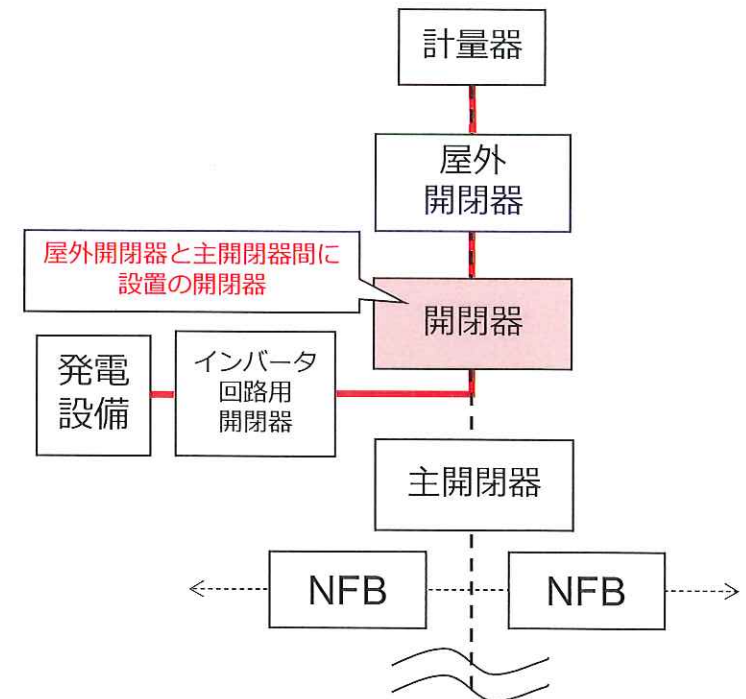 計量器
屋外
開閉器
屋外開閉器と主開閉器間に
設置の開閉器
開閉器
発電
設備
インバータ
回路用
開閉器
主開閉器
NFB
NFB